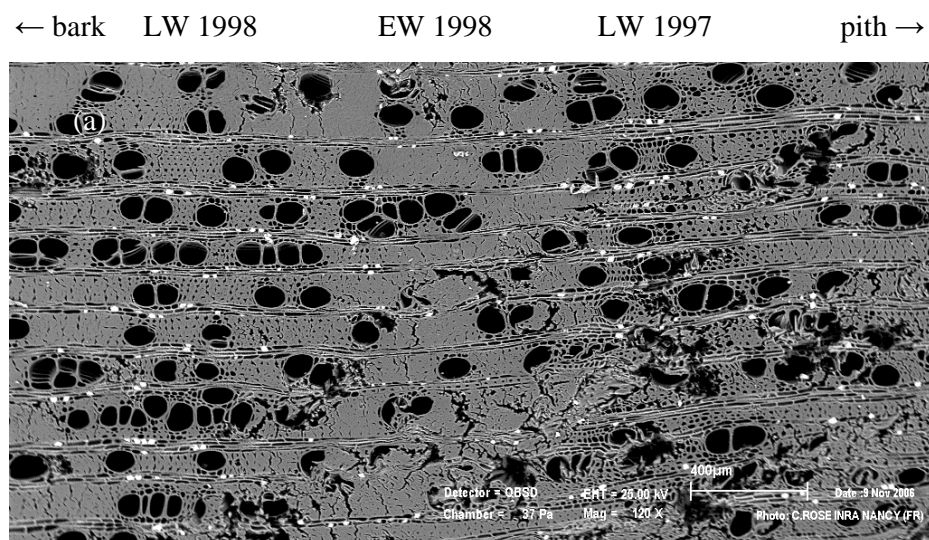 ← bark LW 1998 EW 1998 LW 1997 pith →
(a)
400µm
Detector = QBSD EHT = 25.00 kV Date :9 Nov 2006
Chamber = 37 Pa Mag = 120 X Photo: C.ROSE INRA NANCY (FR)